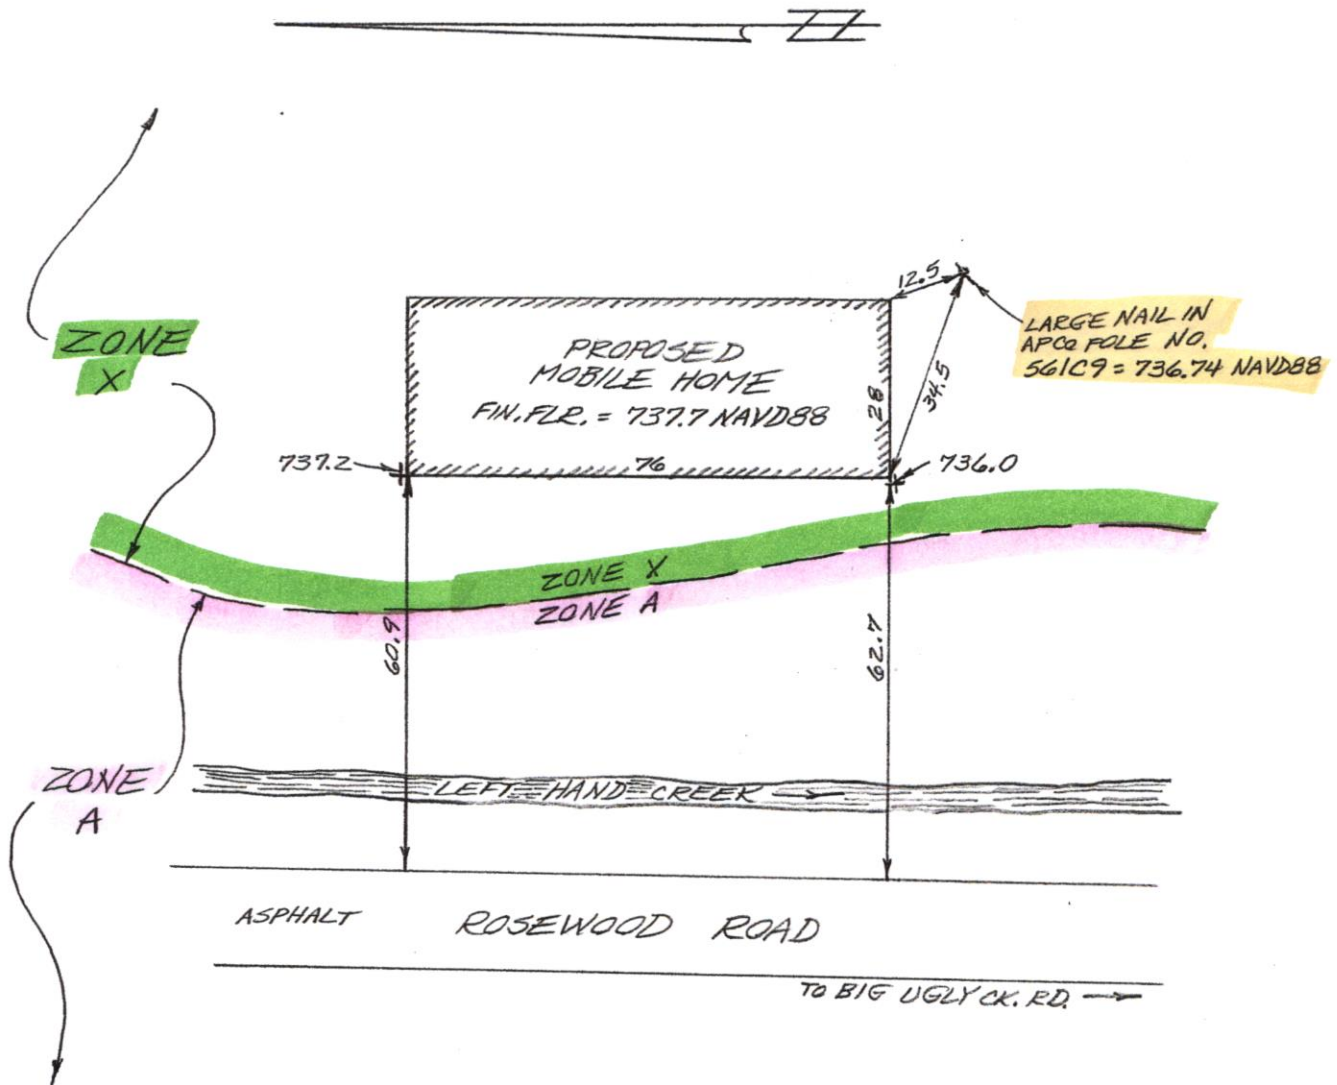 N
12.5
LARGE NAIL IN
APCO POLE NO.
561C9 = 736.74 NAVD88
ZONE
X
PROPOSED
MOBILE HOME
FIN. FLR. = 737.7 NAVD88
28
34.5
737.2
76
736.0
ZONE X
ZONE A
60.9
62.7
ZONE
A
LEFT HAND CREEK
ASPHALT
ROSEWOOD ROAD
TO BIG UGLY CK. RD.